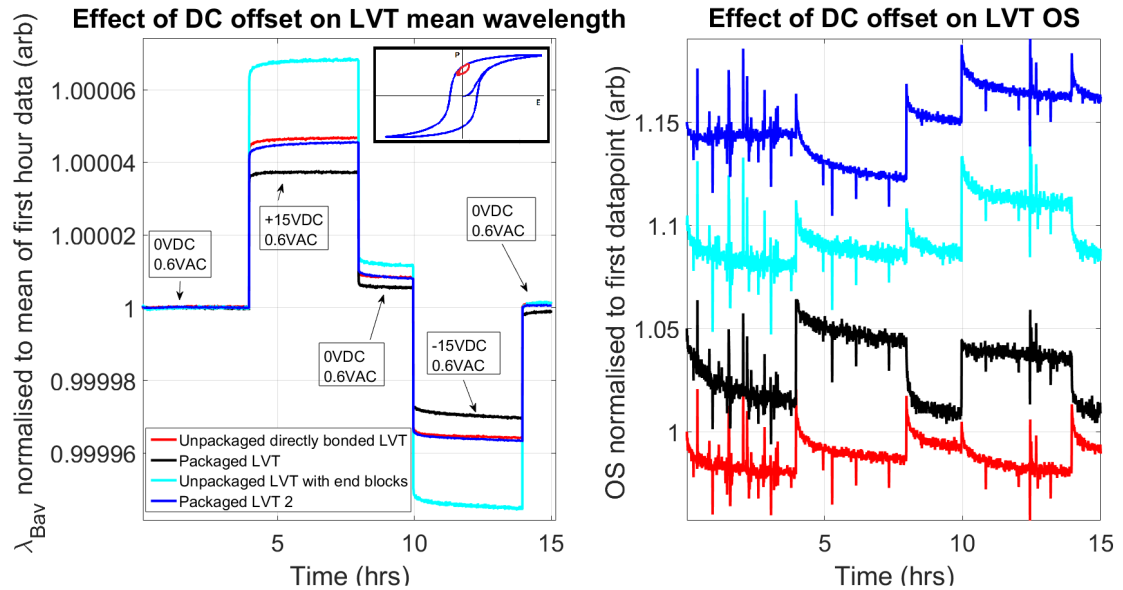 Effect of DC offset on LVT mean wavelength
λBav normalised to mean of first hour data (arb)
1.00006
1.00004
1.00002
1
0.99998
0.99996
P
E
0VDC
0.6VAC
+15VDC
0.6VAC
0VDC
0.6VAC
0VDC
0.6VAC
-15VDC
0.6VAC
Unpackaged directly bonded LVT
Packaged LVT
Unpackaged LVT with end blocks
Packaged LVT 2
5
10
15
Time (hrs)
Effect of DC offset on LVT OS
OS normalised to first datapoint (arb)
1.15
1.1
1.05
1
5
10
15
Time (hrs)